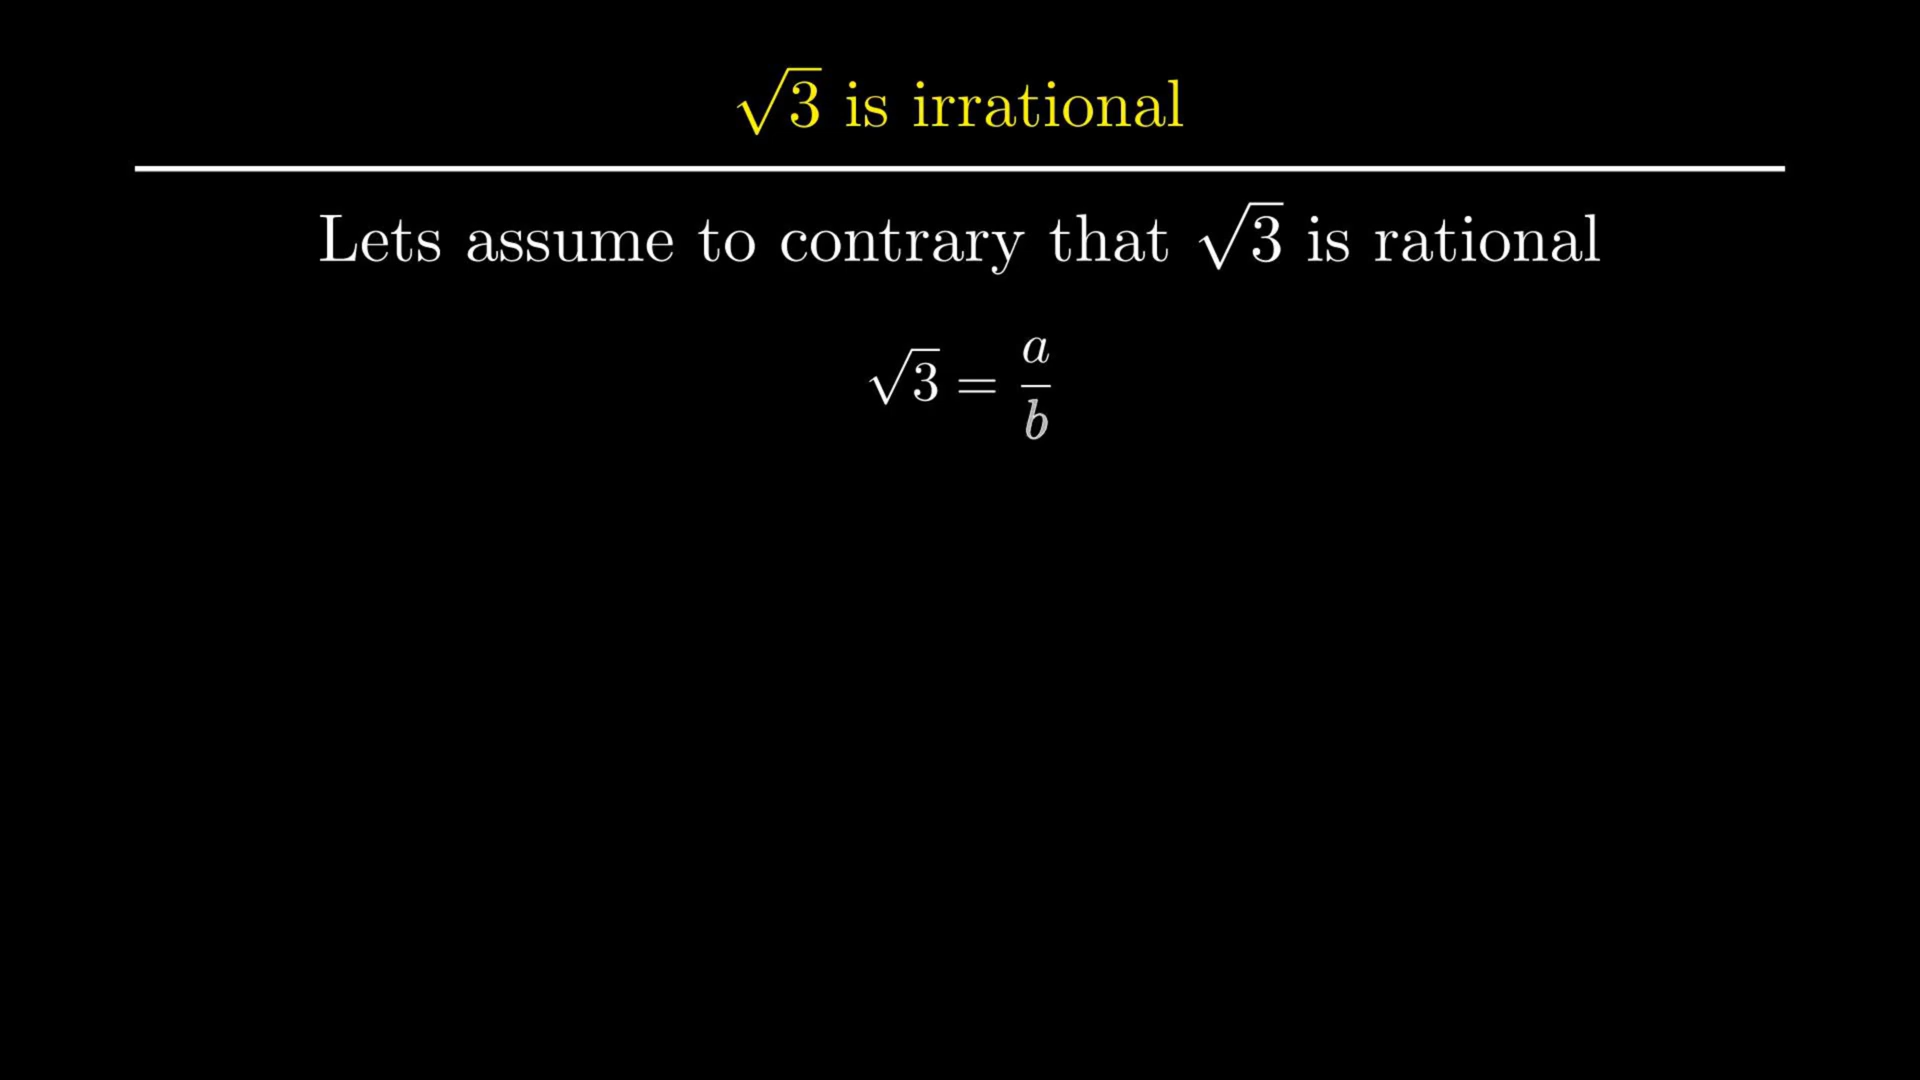 √3 is irrational
Lets assume to contrary that √3 is rational
√3 = a/b